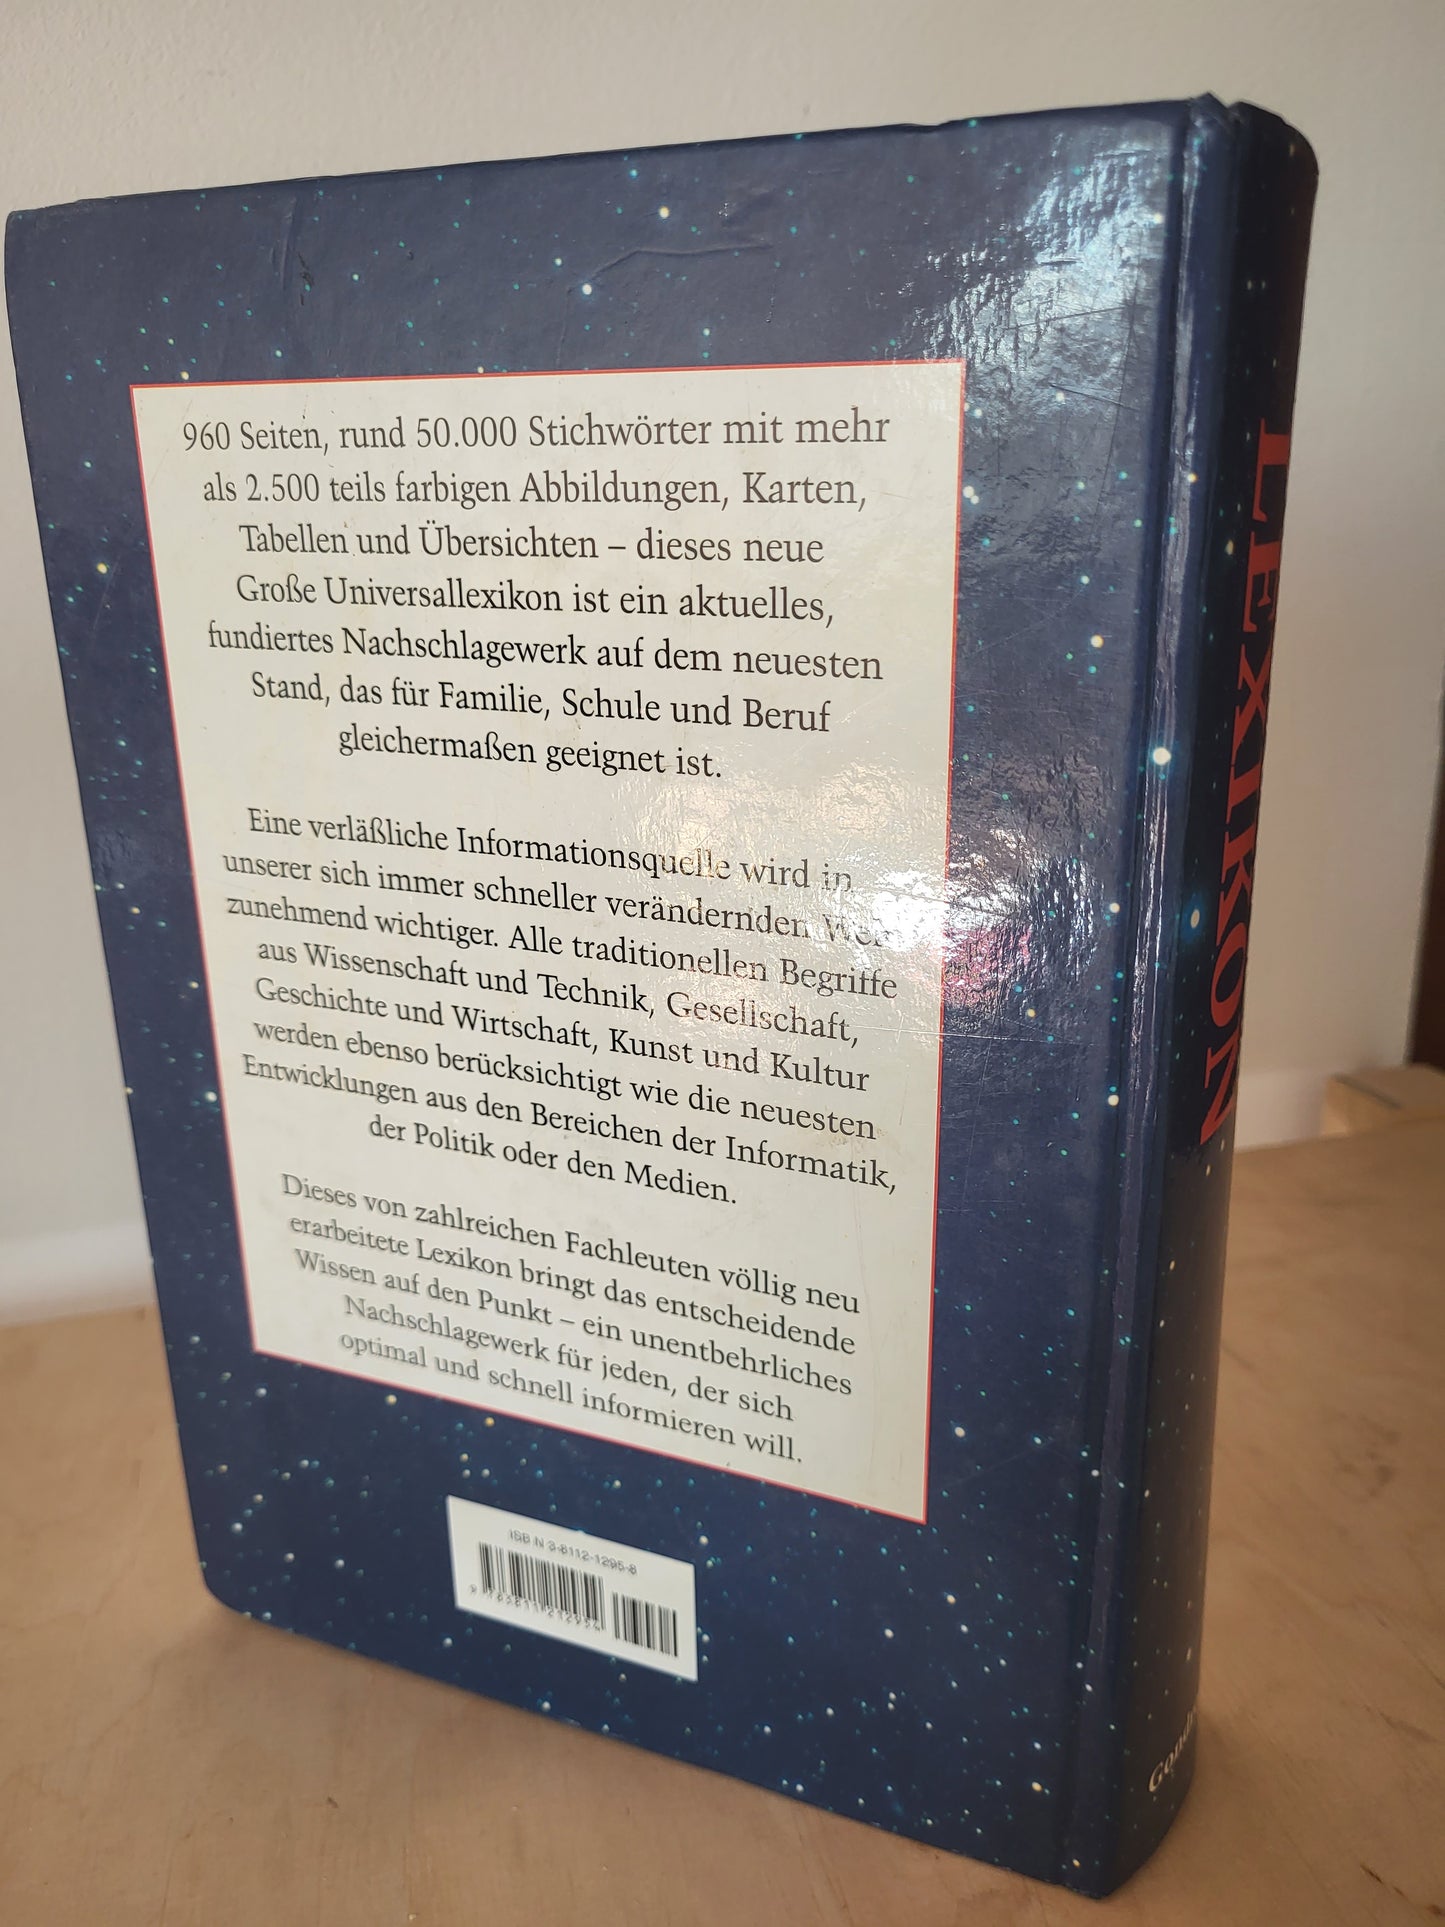 960 Seiten, rund 50.000 Stichwörter mit mehr
als 2.500 teils farbigen Abbildungen, Karten,
Tabellen und Übersichten – dieses neue
Große Universallexikon ist ein aktuelles,
fundiertes Nachschlagewerk auf dem neuesten
Stand, das für Familie, Schule und Beruf
gleichermaßen geeignet ist.
Eine verläßliche Informationsquelle wird in
unserer sich immer schneller verändernden Welt
zunehmend wichtiger. Alle traditionellen Begriffe
aus Wissenschaft und Technik, Gesellschaft,
Geschichte und Wirtschaft, Kunst und Kultur
werden ebenso berücksichtigt wie die neuesten
Entwicklungen aus den Bereichen der Informatik,
der Politik oder den Medien.
Dieses von zahlreichen Fachleuten völlig neu
erarbeitete Lexikon bringt das entscheidende
Wissen auf den Punkt – ein unentbehrliches
Nachschlagewerk für jeden, der sich
optimal und schnell informieren will.
ISBN 3-8112-1295-8
9 783811 212954
LEXIKON